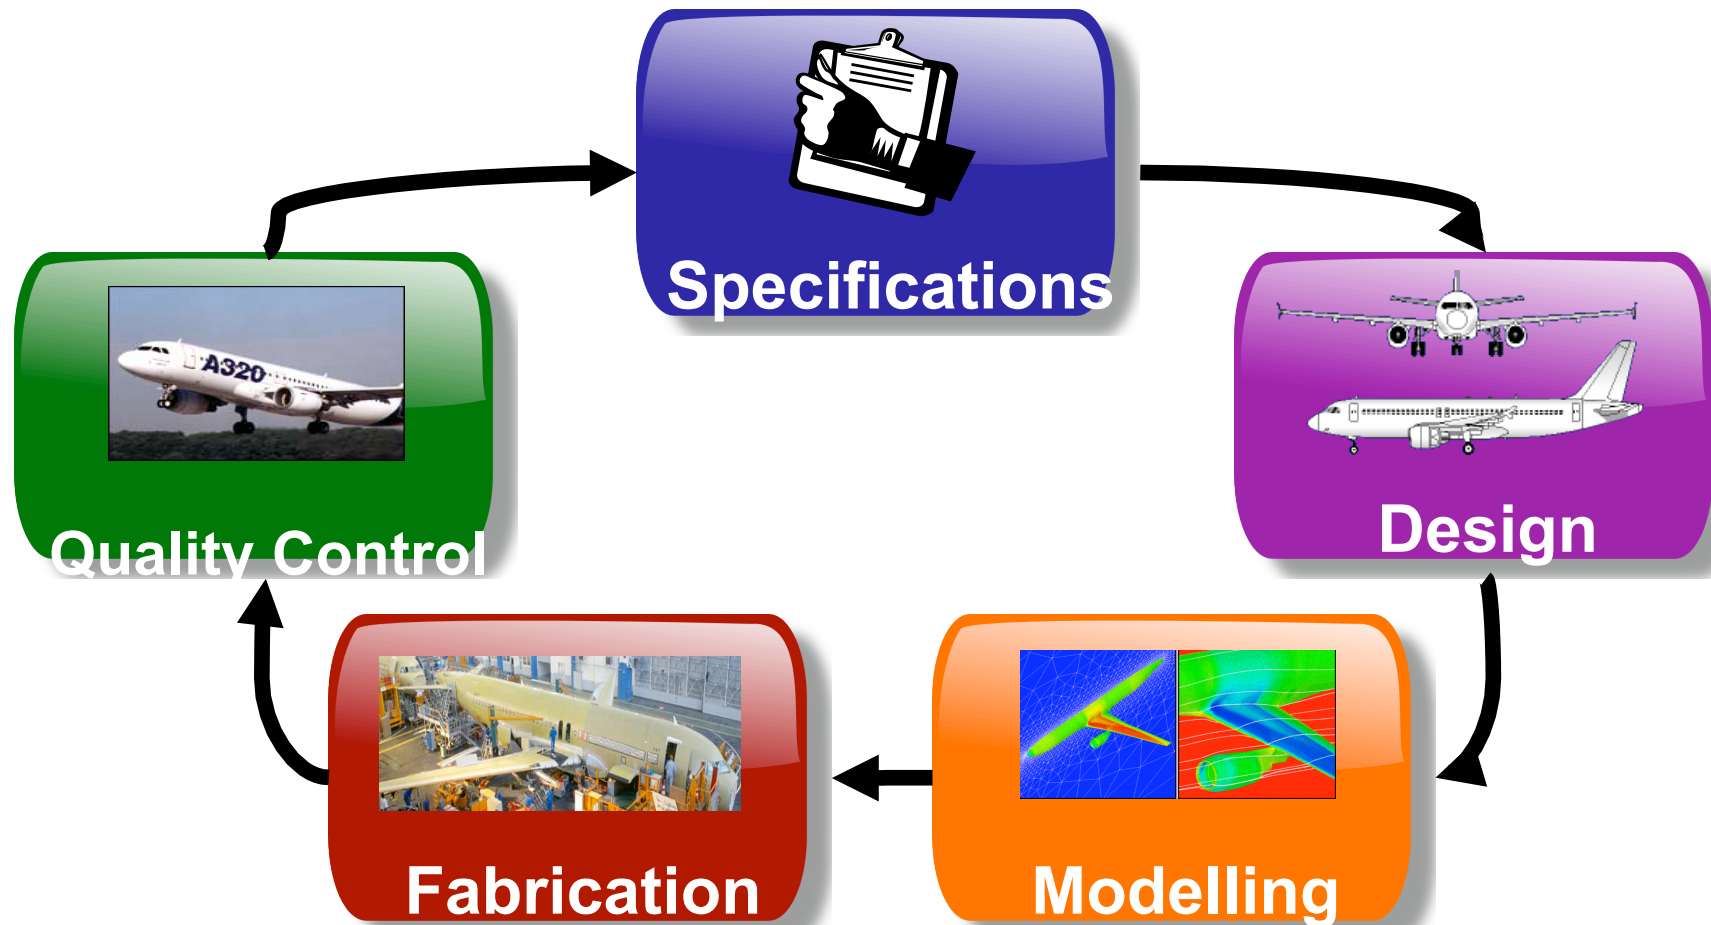 Specifications
Design
Modelling
Fabrication
Quality Control
A320